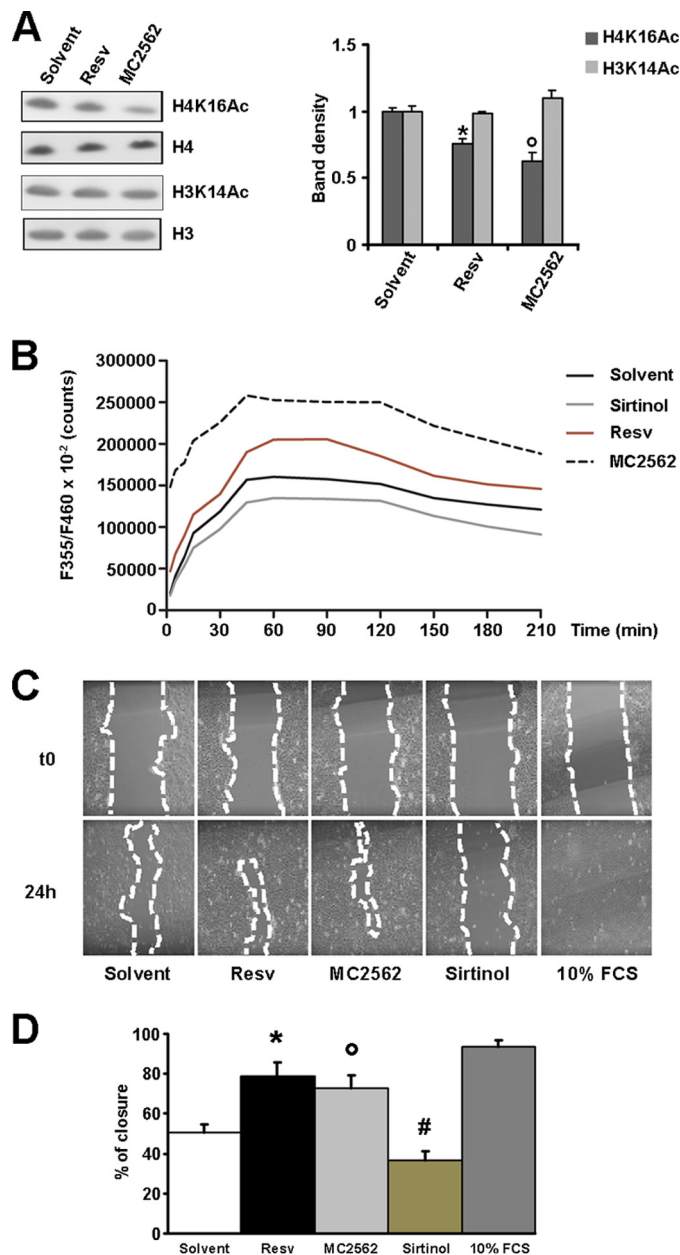 A
Solvent
Resv
MC2562
H4K16Ac
H4
H3K14Ac
H3
H4K16Ac
H3K14Ac
Band density
1.5
1
0.5
0
*
°
Solvent
Resv
MC2562
B
F355/F460 x 10-2 (counts)
300000
250000
200000
150000
100000
50000
0
0 30 60 90 120 150 180 210 Time (min)
Solvent
Sirtinol
Resv
MC2562
C
t0
24h
Solvent Resv MC2562 Sirtinol 10% FCS
D
% of closure
100
80
60
40
20
0
*
°
#
Solvent Resv MC2562 Sirtinol 10% FCS